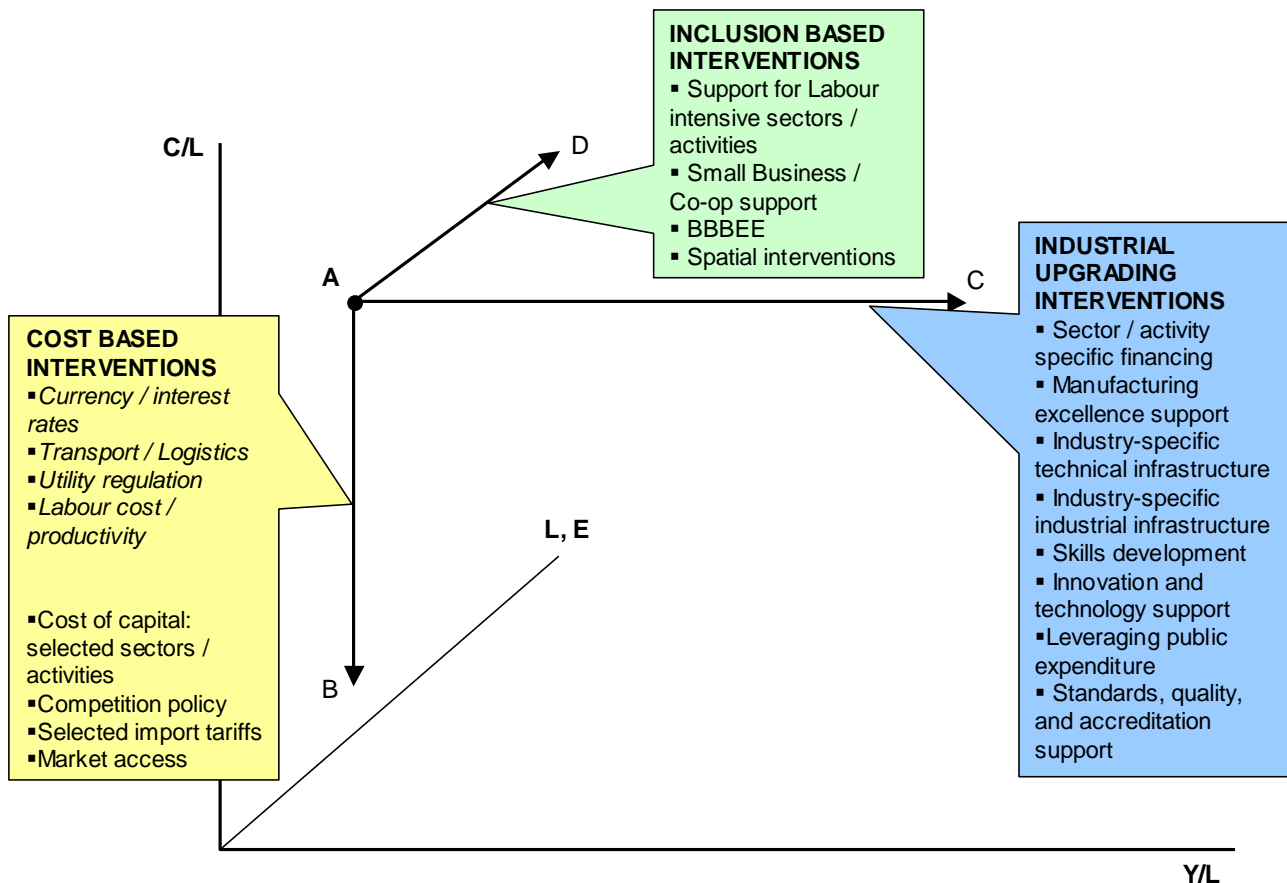 INCLUSION BASED
INTERVENTIONS
▪ Support for Labour
intensive sectors /
activities
▪ Small Business /
Co-op support
▪ BBBEE
▪ Spatial interventions
C/L
D
A
C
INDUSTRIAL
UPGRADING
INTERVENTIONS
▪ Sector / activity
specific financing
▪ Manufacturing
excellence support
▪ Industry-specific
technical infrastructure
▪ Industry-specific
industrial infrastructure
▪ Skills development
▪ Innovation and
technology support
▪Leveraging public
expenditure
▪ Standards, quality,
and accreditation
support
COST BASED
INTERVENTIONS
▪Currency / interest
rates
▪Transport / Logistics
▪Utility regulation
▪Labour cost /
productivity
▪Cost of capital:
selected sectors /
activities
▪Competition policy
▪Selected import tariffs
▪Market access
L, E
B
Y/L